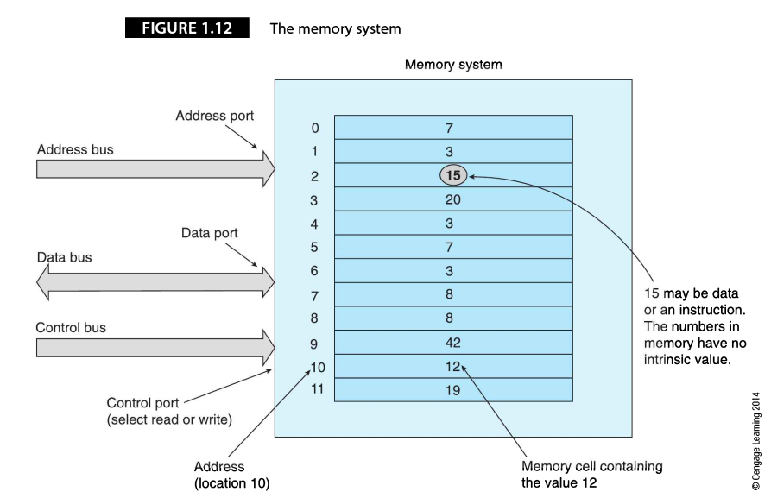 FIGURE 1.12 The memory system
Memory system
Address port
Address bus
Data port
Data bus
Control bus
Control port
(select read or write)
0 7
1 3
2 15
3 20
4 3
5 7
6 3
7 8
8 8
9 42
10 12
11 19
15 may be data
or an instruction.
The numbers in
memory have no
intrinsic value.
Address
(location 10)
Memory cell containing
the value 12
© Cengage Learning 2014